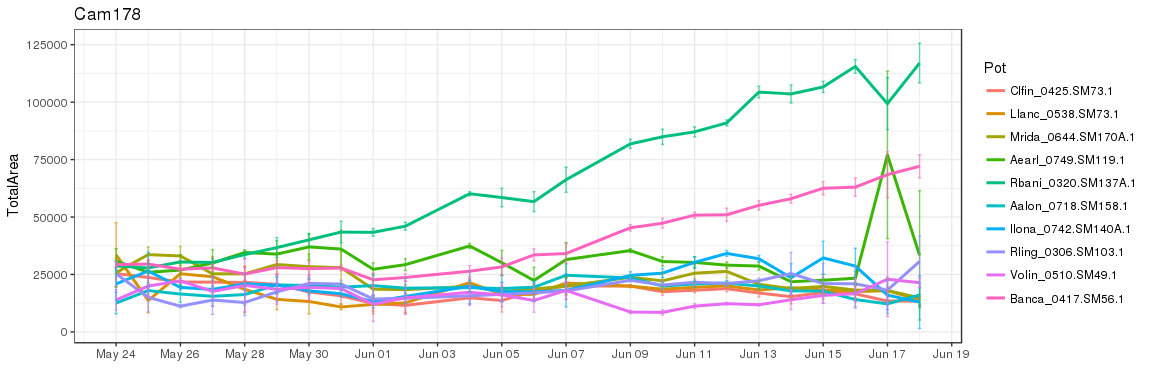 Cam178
TotalArea
125000
100000
75000
50000
25000
0
May 24 May 26 May 28 May 30 Jun 01 Jun 03 Jun 05 Jun 07 Jun 09 Jun 11 Jun 13 Jun 15 Jun 17 Jun 19
Pot
Clfin_0425.SM73.1
Llanc_0538.SM73.1
Mrida_0644.SM170A.1
Aearl_0749.SM119.1
Rbani_0320.SM137A.1
Aalon_0718.SM158.1
Ilona_0742.SM140A.1
Rling_0306.SM103.1
Volin_0510.SM49.1
Banca_0417.SM56.1